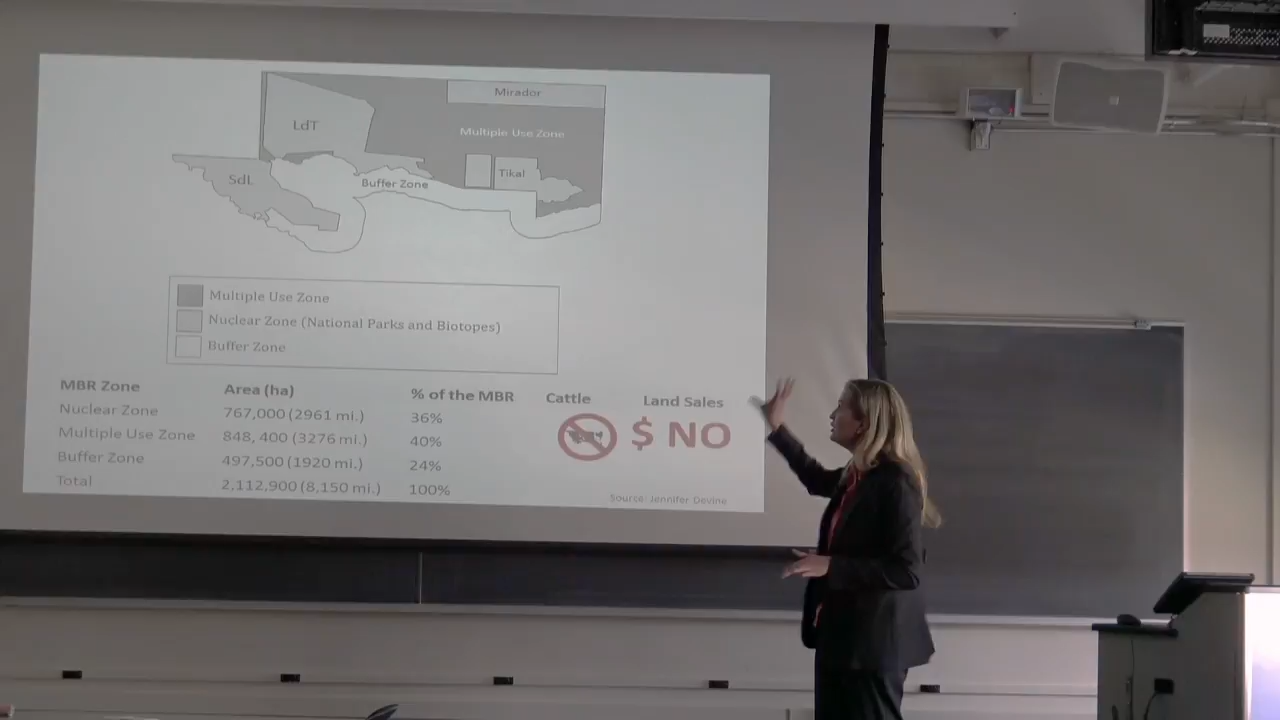 Mirador
LdT
Multiple Use Zone
Tikal
SdL
Buffer Zone
Multiple Use Zone
Nuclear Zone (National Parks and Biotopes)
Buffer Zone
MBR Zone Area (ha) % of the MBR Cattle Land Sales
Nuclear Zone 767,000 (2961 mi.) 36%
Multiple Use Zone 848, 400 (3276 mi.) 40% $ NO
Buffer Zone 497,500 (1920 mi.) 24%
Total 2,112,900 (8,150 mi.) 100%
Source: Jennifer Devine